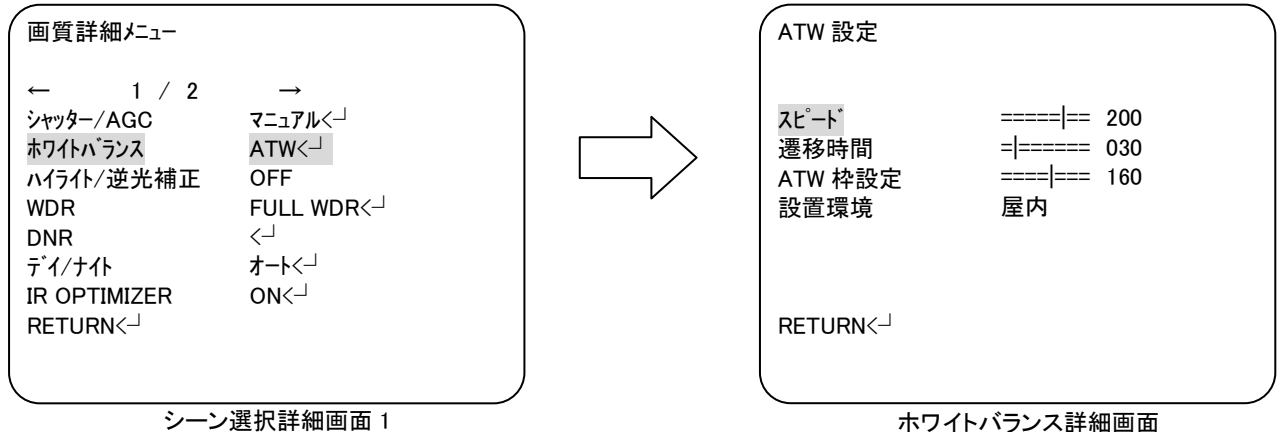 画質詳細ﾒﾆｭｰ
← 1 / 2 →
ｼｬｯﾀｰ/AGC ﾏﾆｭｱﾙ<┘
ﾎﾜｲﾄﾊﾞﾗﾝｽ ATW<┘
ﾊｲﾗｲﾄ/逆光補正 OFF
WDR FULL WDR<┘
DNR <┘
ﾃﾞｲ/ﾅｲﾄ ｵｰﾄ<┘
IR OPTIMIZER ON<┘
RETURN<┘
シーン選択詳細画面 1
ATW 設定
ｽﾋﾟｰﾄﾞ =====|== 200
遷移時間 =|====== 030
ATW 枠設定 ====|=== 160
設置環境 屋内
RETURN<┘
ホワイトバランス詳細画面